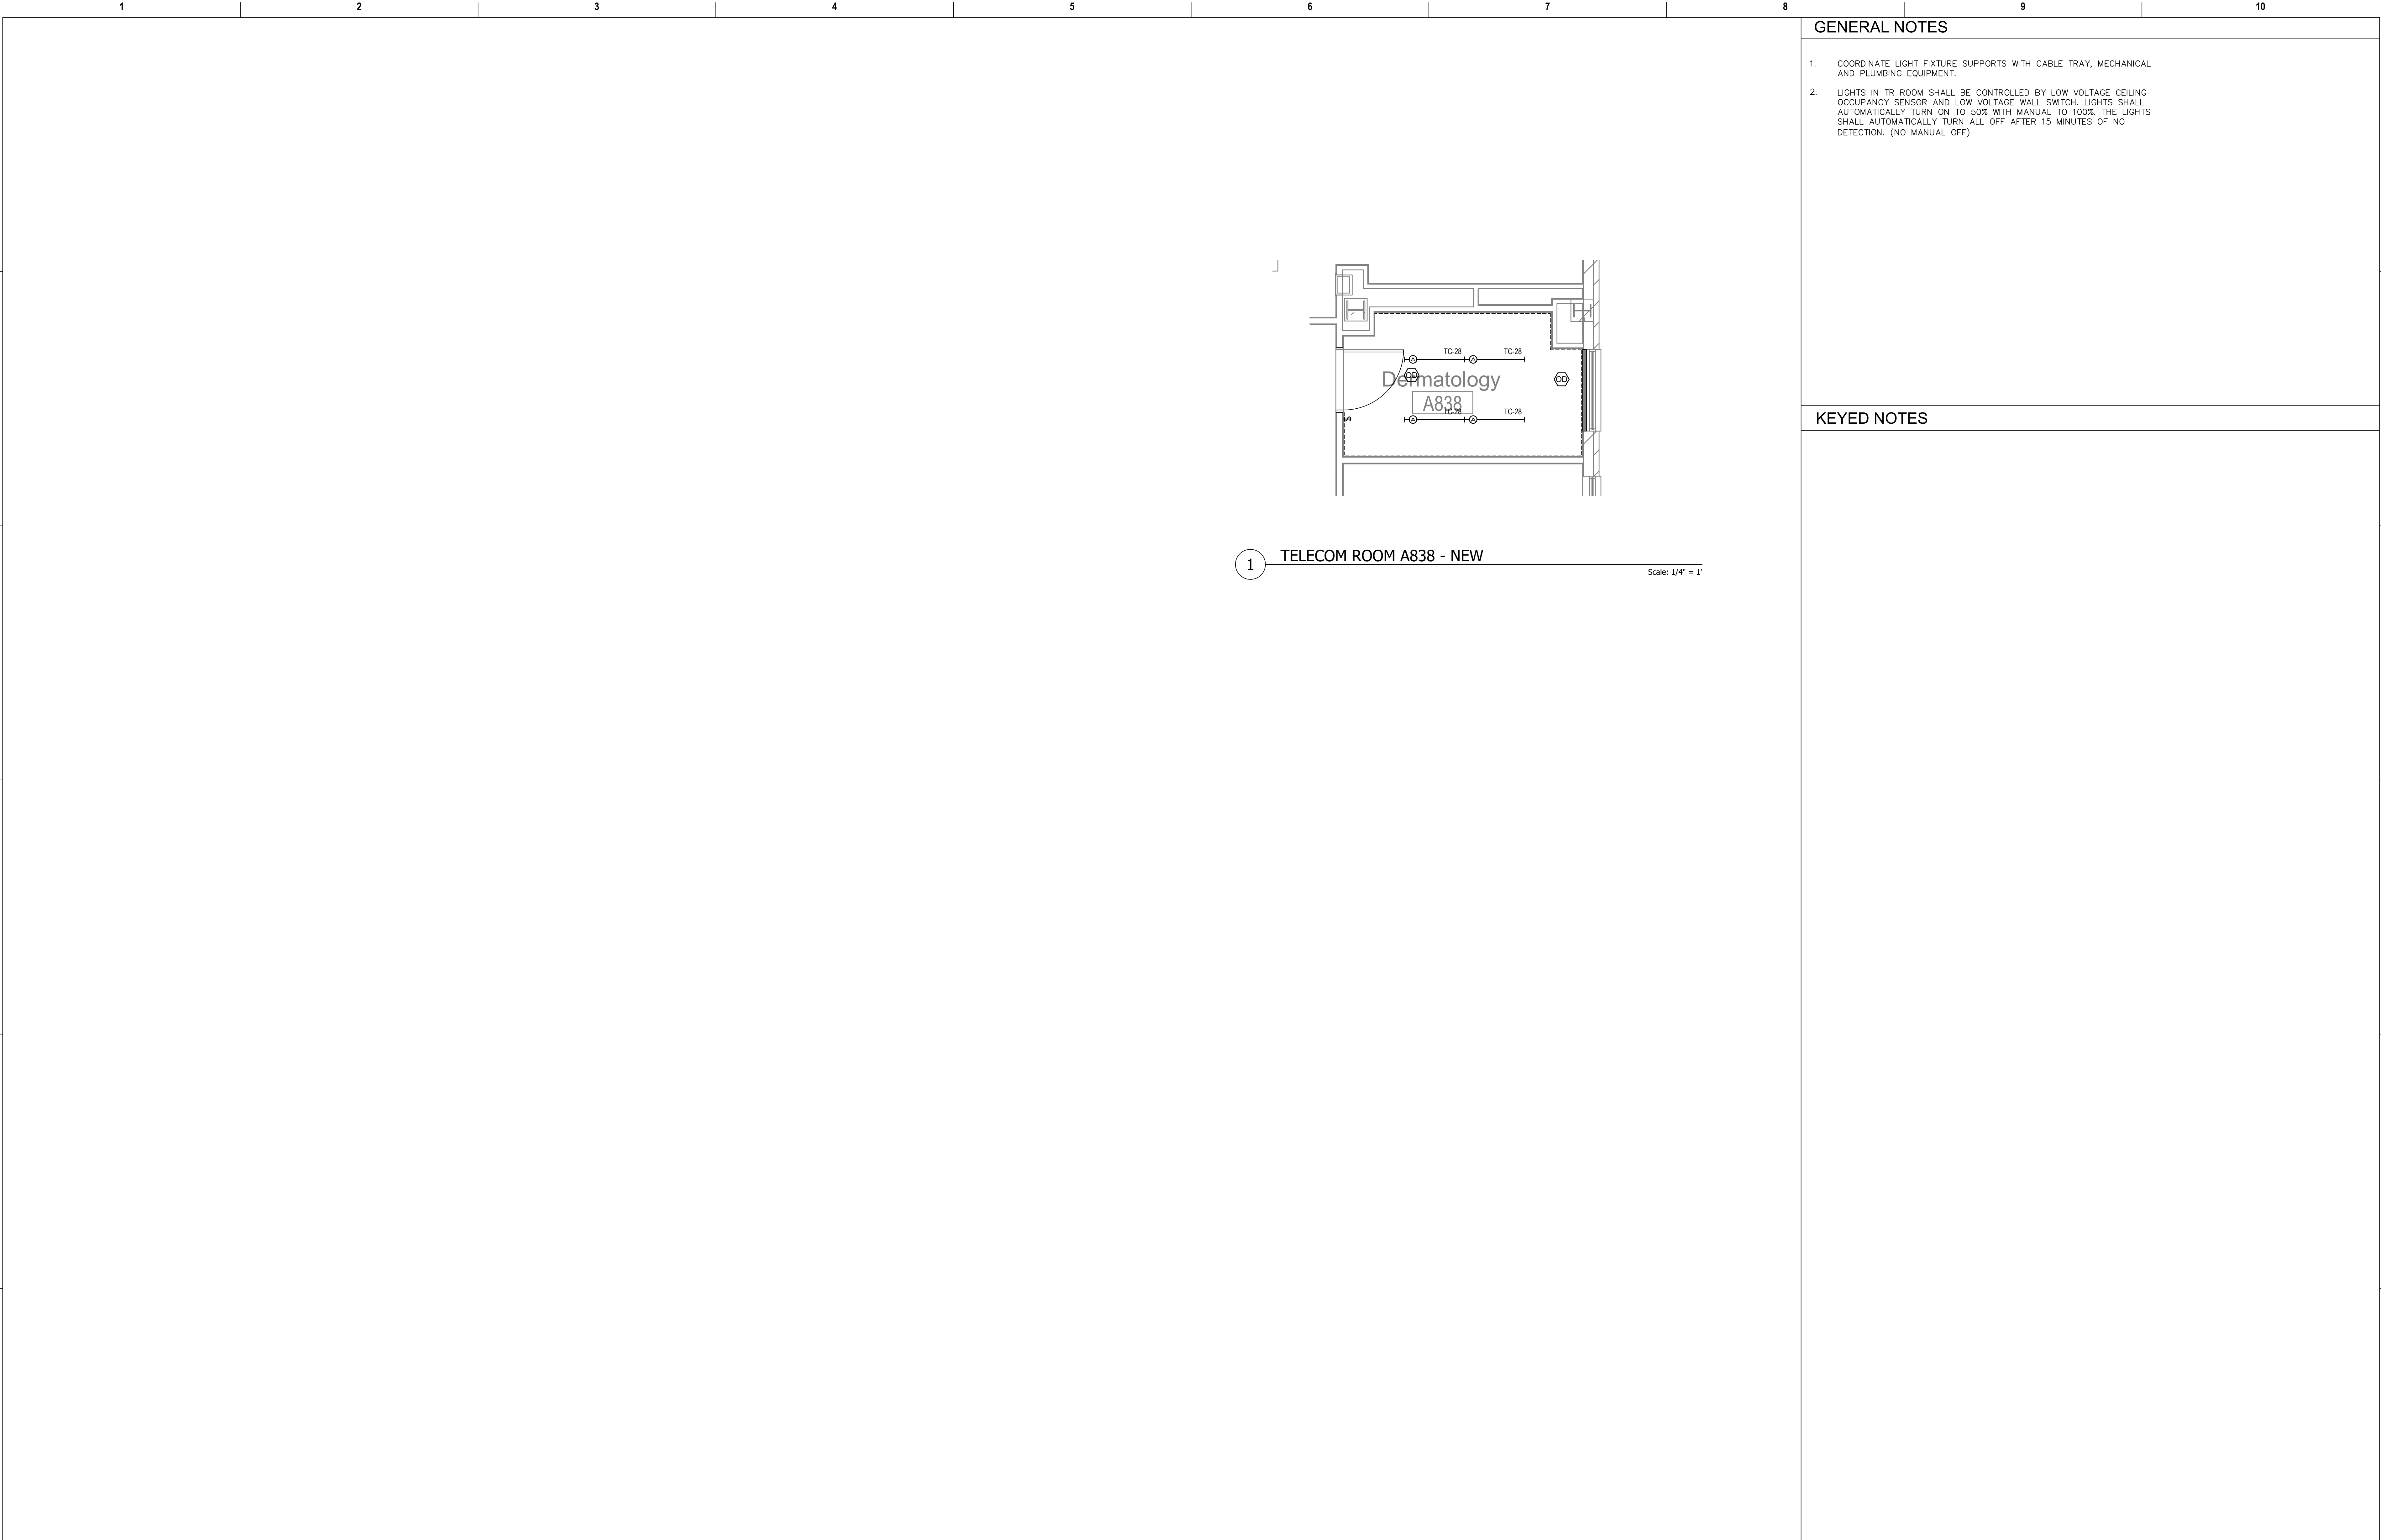 1 2 3 4 5 6 7 8 9 10
GENERAL NOTES
1. COORDINATE LIGHT FIXTURE SUPPORTS WITH CABLE TRAY, MECHANICAL
AND PLUMBING EQUIPMENT.
2. LIGHTS IN TR ROOM SHALL BE CONTROLLED BY LOW VOLTAGE CEILING
OCCUPANCY SENSOR AND LOW VOLTAGE WALL SWITCH. LIGHTS SHALL
AUTOMATICALLY TURN ON TO 50% WITH MANUAL TO 100%. THE LIGHTS
SHALL AUTOMATICALLY TURN ALL OFF AFTER 15 MINUTES OF NO
DETECTION. (NO MANUAL OFF)
TC-28 TC-28
A A
OD OD
Dermatology
A838
TC-28 TC-28
$ A A
KEYED NOTES
1 TELECOM ROOM A838 - NEW
Scale: 1/4" = 1'